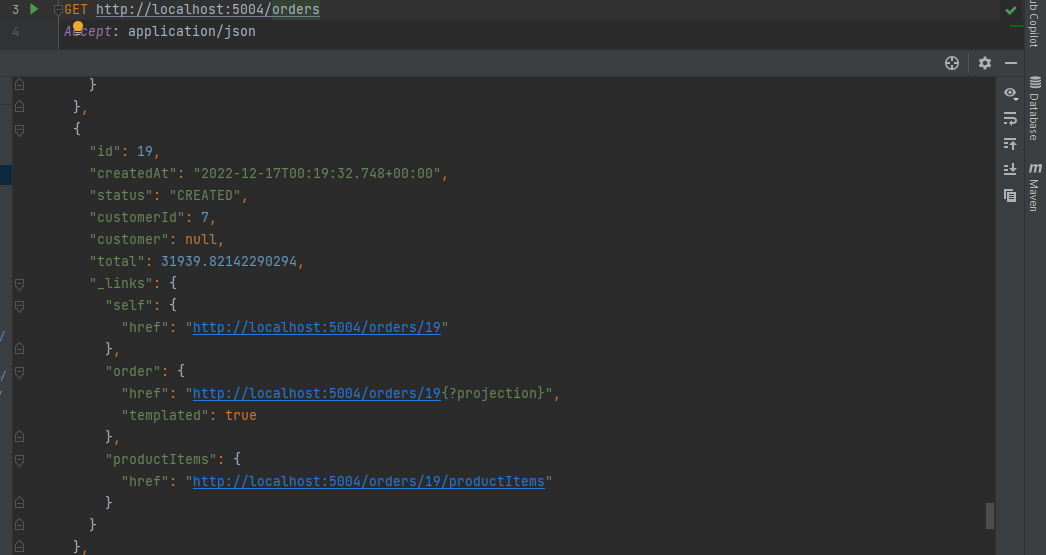 3 GET http://localhost:5004/orders
4 Accept: application/json
}
},
{
"id": 19,
"createdAt": "2022-12-17T00:19:32.748+00:00",
"status": "CREATED",
"customerId": 7,
"customer": null,
"total": 31939.82142290294,
"_links": {
"self": {
"href": "http://localhost:5004/orders/19"
},
"order": {
"href": "http://localhost:5004/orders/19{?projection}",
"templated": true
},
"productItems": {
"href": "http://localhost:5004/orders/19/productItems"
}
}
},
Copilot
Database
m Maven